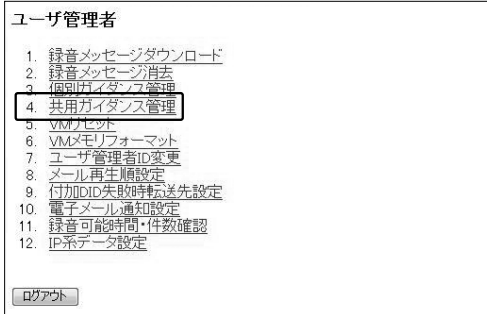 ユーザ管理者
1. 録音メッセージダウンロード
2. 録音メッセージ消去
3. 個別ガイダンス管理
4. 共用ガイダンス管理
5. VMリセット
6. VMメモリフォーマット
7. ユーザ管理者ID変更
8. メール再生順設定
9. 付加DID失敗時転送先設定
10. 電子メール通知設定
11. 録音可能時間・件数確認
12. IP系データ設定
ログアウト